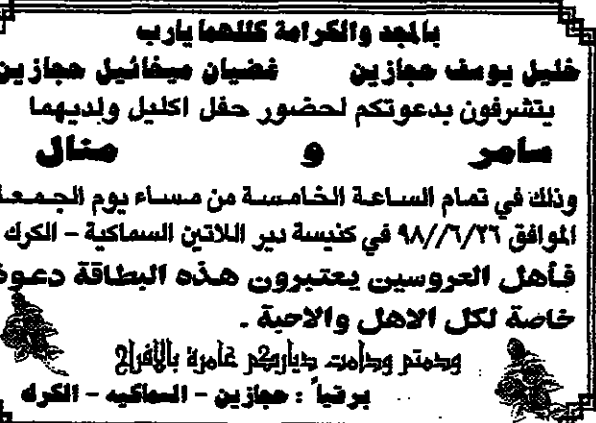 بالمجد والكرامة كللهما يارب
خليل يوسف حجازين غضيان ميخائيل حجازين
يتشرفون بدعوتكم لحضور حفل اكليل ولديهما
سامر و منال
وذلك في تمام الساعة الخامسة من مساء يوم الجمعة
الموافق ٩٨//٦/٢٦ في كنيسة دير اللاتين السماكية - الكرك
فأهل العروسين يعتبرون هذه البطاقة دعوة
خاصة لكل الاهل والاحبة .
ودمتم ودامت دياركم عامرة بالأفراح
برقياً : حجازين - السماكيه - الكرك